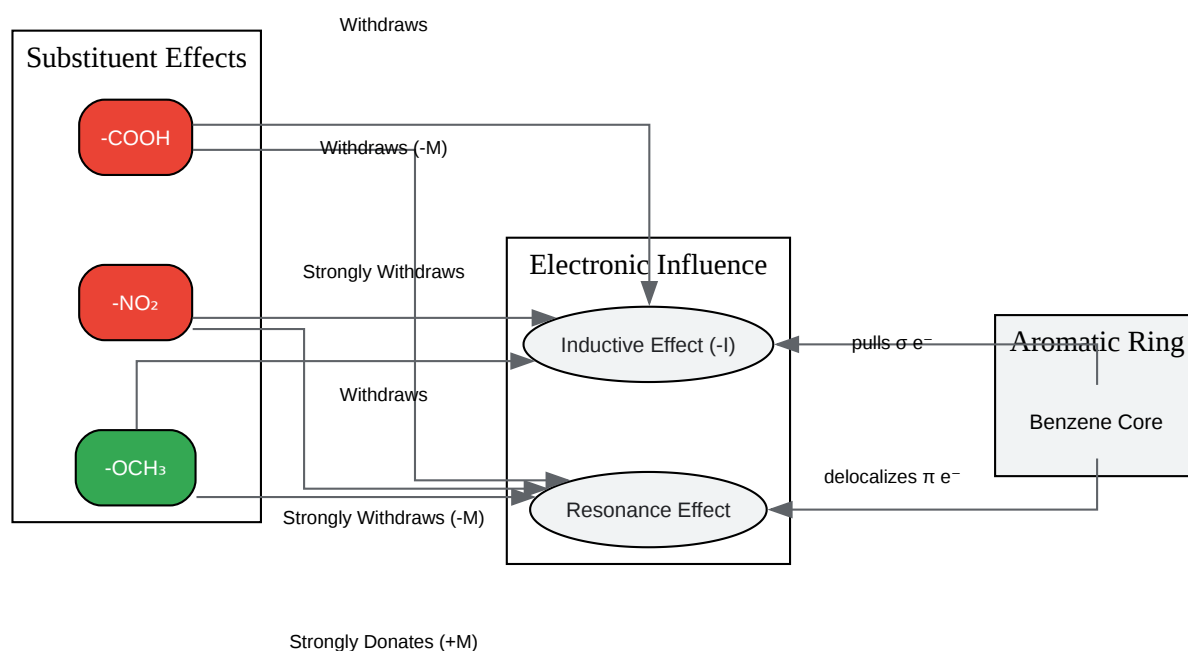 Withdraws
Substituent Effects
-COOH
Withdraws (-M)
Electronic Influence
Strongly Withdraws
-NO₂
Inductive Effect (-I)
pulls σ e⁻
Aromatic Ring
Withdraws
Benzene Core
-OCH₃
delocalizes π e⁻
Resonance Effect
Strongly Withdraws (-M)
Strongly Donates (+M)